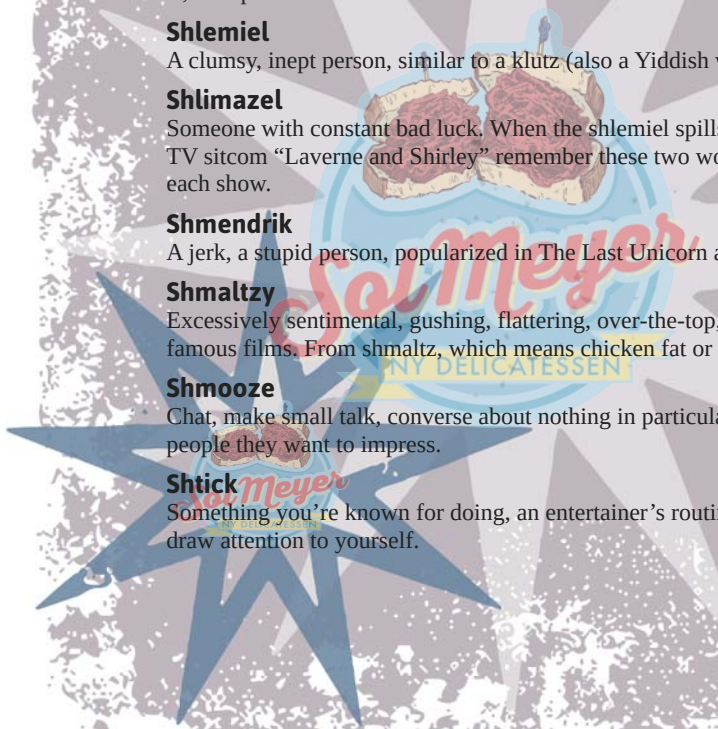 Shlemiel
A clumsy, inept person, similar to a klutz (also a Yiddish
Shlimazel
Someone with constant bad luck. When the shlemiel spills
TV sitcom “Laverne and Shirley” remember these two
each show.
Shmendrik
A jerk, a stupid person, popularized in The Last Unicorn
Shmaltzy
Excessively sentimental, gushing, flattering, over-the-top,
famous films. From shmaltz, which means chicken fat or
Shmooze
Chat, make small talk, converse about nothing in
people they want to impress.
Shtick
Something you’re known for doing, an entertainer’s
draw attention to yourself.
Sol Meyer
NY DELICATESSEN
Sol Meyer
NY DELICATESSEN